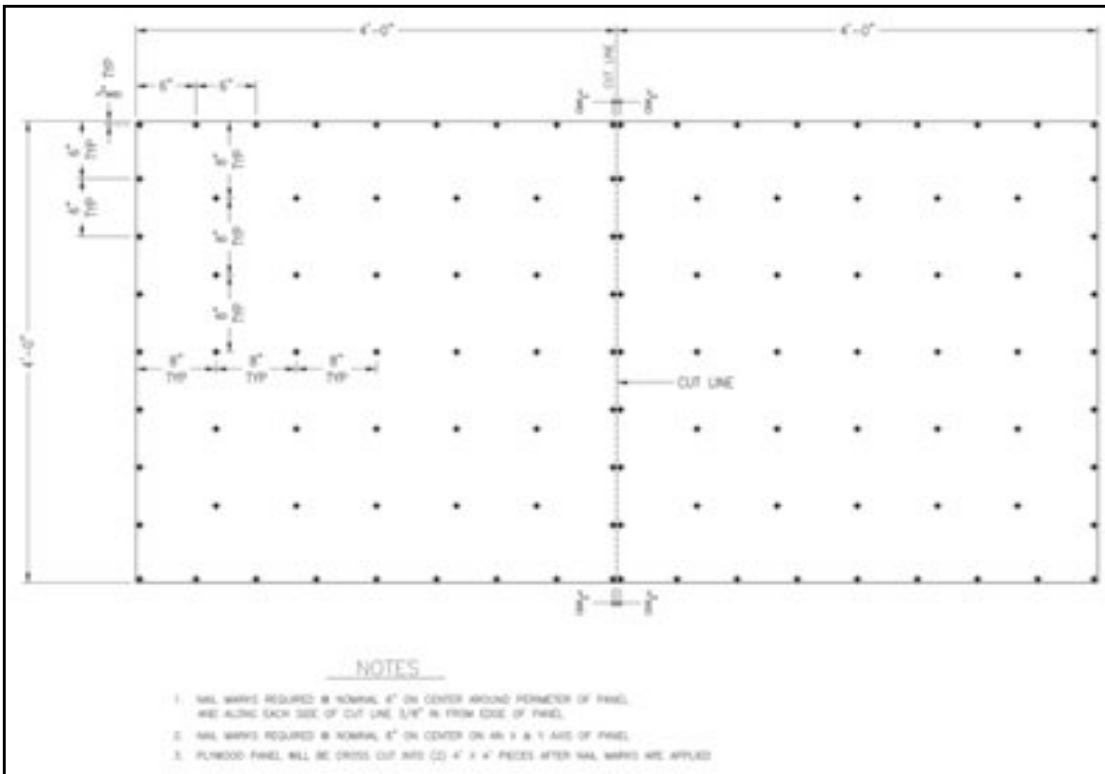 4'-0"
4'-0"
CUT LINE
TYP
6"
6"
6"
TYP
6"
TYP
8"
TYP
8"
TYP
8"
TYP
4'-0"
8"
TYP
8"
TYP
8"
TYP
CUT LINE
NOTES
1. NAIL MARKS REQUIRED @ NOMINAL 6" ON CENTER AROUND PERIMETER OF PANEL
AND ALONG EACH SIDE OF CUT LINE 3/8" IN FROM EDGE OF PANEL
2. NAIL MARKS REQUIRED @ NOMINAL 8" ON CENTER ON AN X & Y AXIS OF PANEL
3. PLYWOOD PANEL WILL BE CROSS CUT INTO (2) 4' X 4' PIECES AFTER NAIL MARKS ARE APPLIED